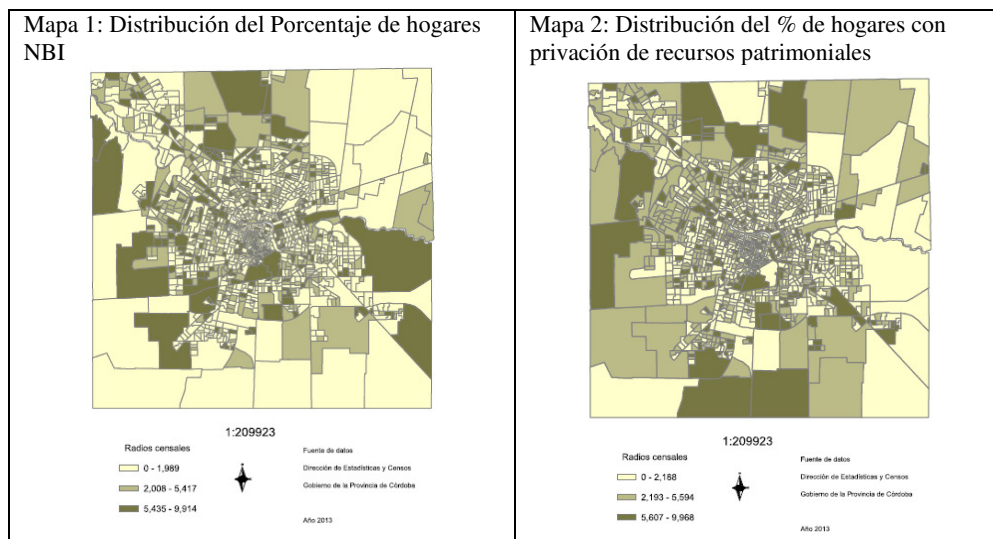 Mapa 1: Distribución del Porcentaje de hogares
NBI
1:209923
Radios censales
0 - 1,989
2,008 - 5,417
5,435 - 9,914
Fuente de datos
Dirección de Estadísticas y Censos
Gobierno de la Provincia de Córdoba
Año 2013
Mapa 2: Distribución del % de hogares con
privación de recursos patrimoniales
1:209923
Radios censales
0 - 2,188
2,193 - 5,594
5,607 - 9,968
Fuente de datos
Dirección de Estadísticas y Censos
Gobierno de la Provincia de Córdoba
Año 2013